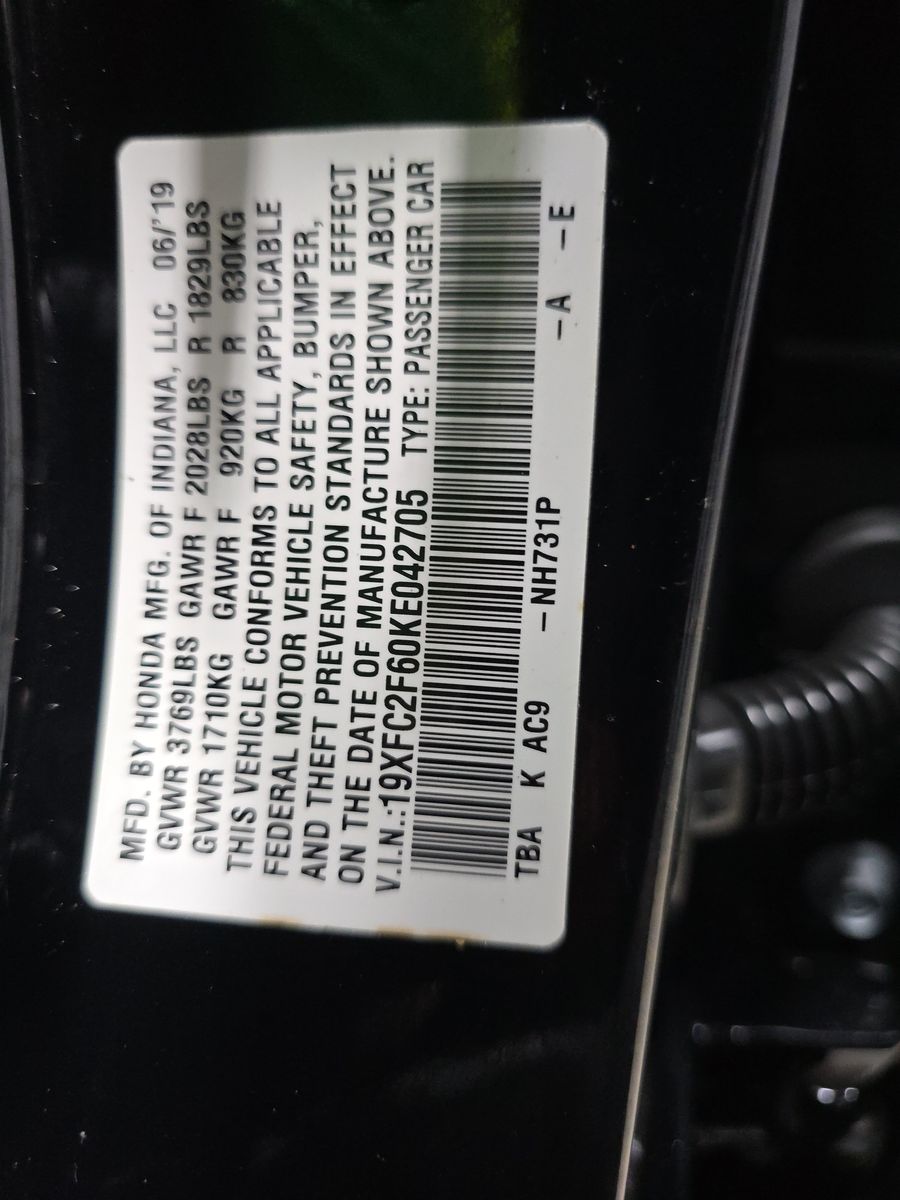 MFD. BY HONDA MFG. OF INDIANA, LLC 06/'19
GVWR 3769LBS GAWR F 2028LBS R 1829LBS
GVWR 1710KG GAWR F 920KG R 830KG
THIS VEHICLE CONFORMS TO ALL APPLICABLE
FEDERAL MOTOR VEHICLE SAFETY, BUMPER,
AND THEFT PREVENTION STANDARDS IN EFFECT
ON THE DATE OF MANUFACTURE SHOWN ABOVE.
V.I.N.:19XFC2F60KE042705 TYPE: PASSENGER CAR
TBA K AC9 –NH731P –A –E